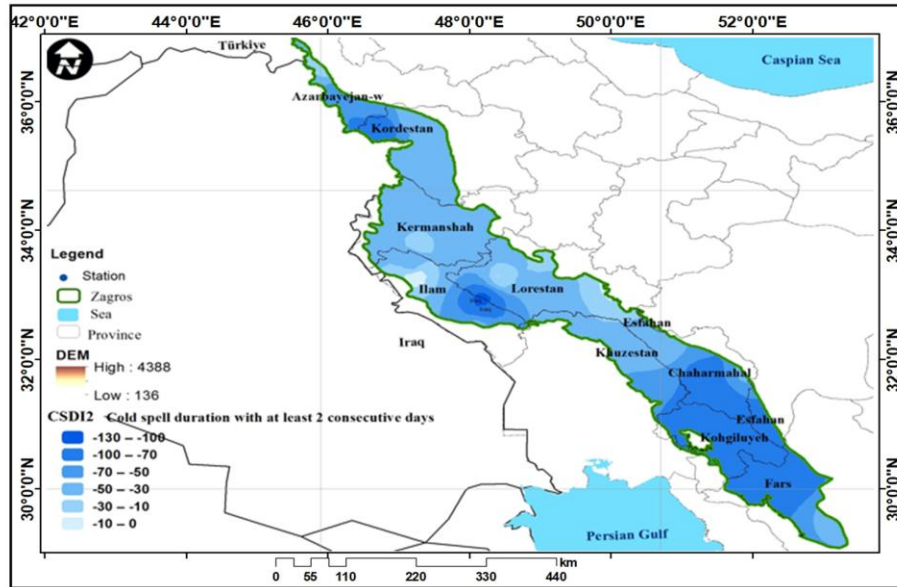 42°0'0"E 44°0'0"E 46°0'0"E 48°0'0"E 50°0'0"E 52°0'0"E
N
Türkiye
Caspian Sea
36°0'0"N
Azarbayejan-w
36°0'0"N
Kordestan
34°0'0"N
Kermanshah
34°0'0"N
Legend
Station
Zagros
Sea
Province
Ilam
Lorestan
Iraq
Esfahan
Khuzestan
32°0'0"N
DEM
High : 4388
Low : 136
Chaharmahal
32°0'0"N
CSDI2 Cold spell duration with at least 2 consecutive days
-130 – -100
-100 – -70
-70 – -50
-50 – -30
-30 – -10
-10 – 0
Esfahan
Kohgiluyeh
Fars
30°0'0"N
30°0'0"N
Persian Gulf
km
0 55 110 220 330 440